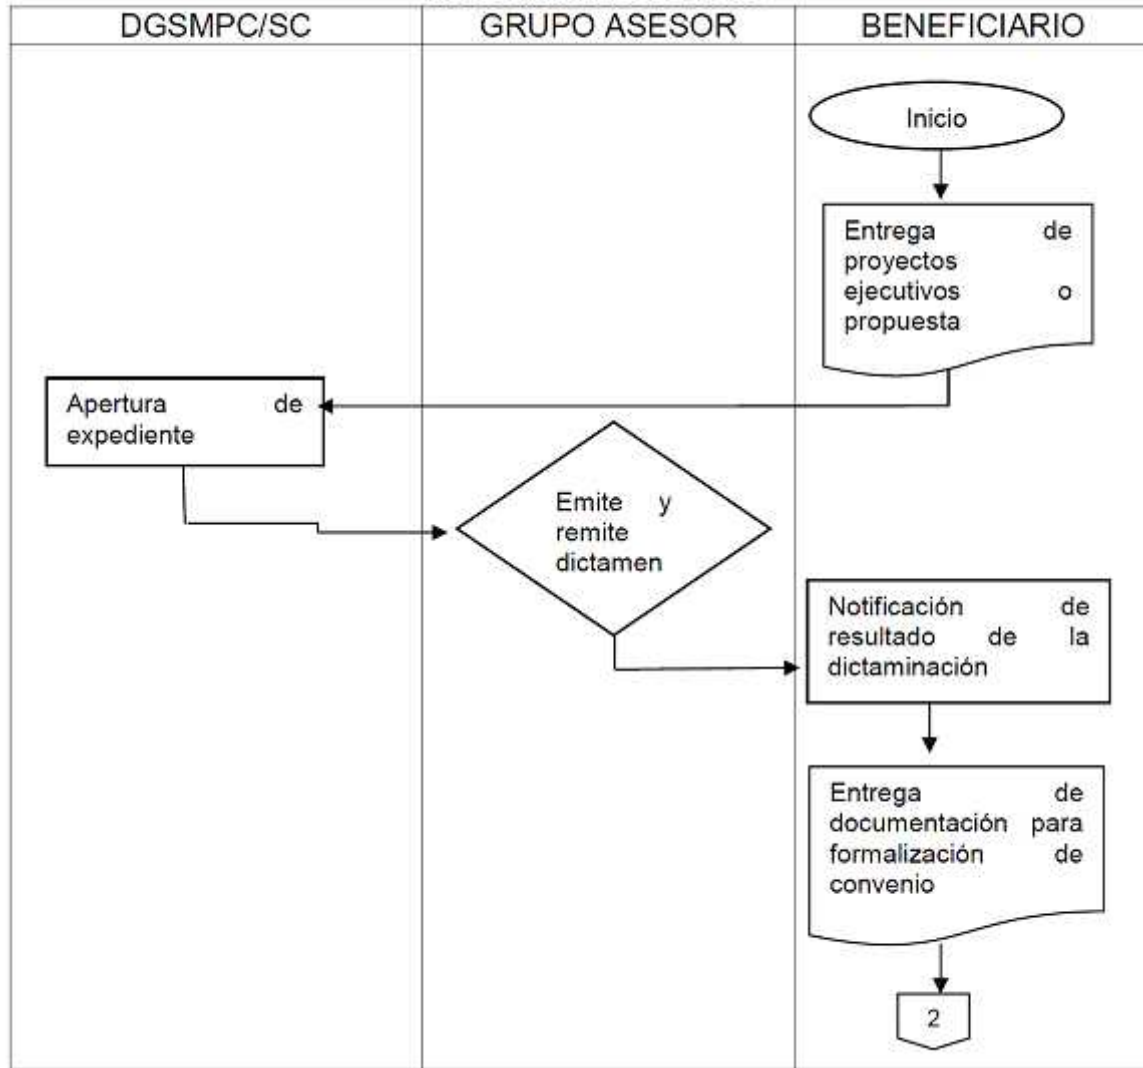 DGSMPC/SC
GRUPO ASESOR
BENEFICIARIO
Inicio
Entrega de
proyectos
ejecutivos o
propuesta
Apertura de
expediente
Emite y
remite
dictamen
Notificación de
resultado de la
dictaminación
Entrega de
documentación para
formalización de
convenio
2